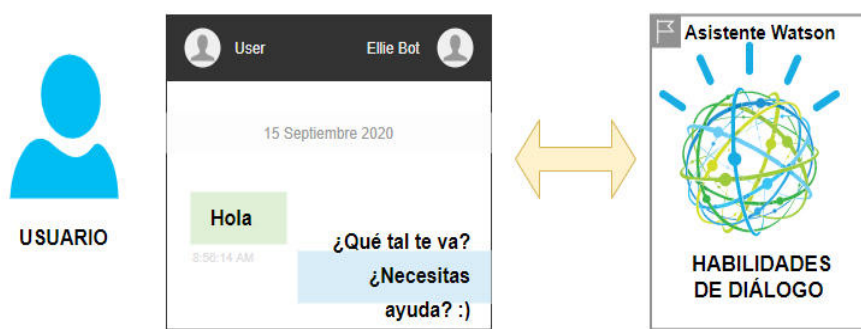 User
Ellie Bot
Asistente Watson
15 Septiembre 2020
Hola
8:56:14 AM
¿Qué tal te va?
¿Necesitas
ayuda? :)
USUARIO
HABILIDADES
DE DIÁLOGO